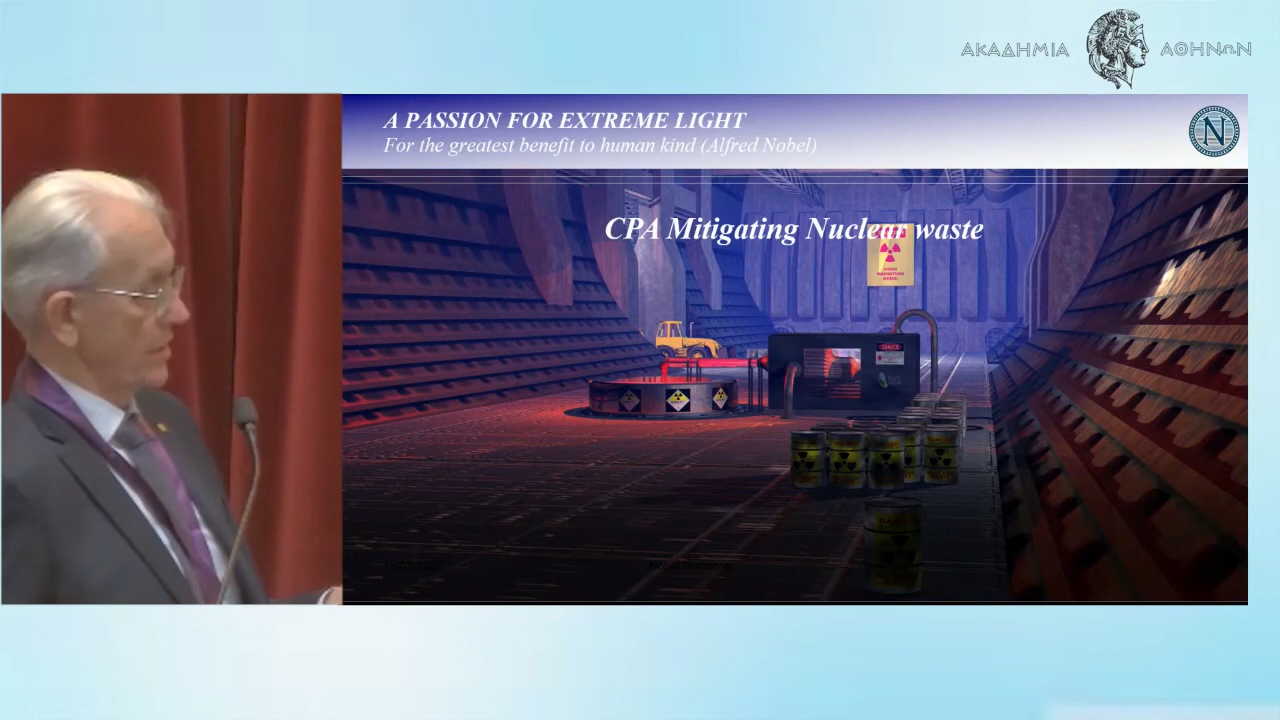 ΑΚΑΔΗΜΙΑ ΑΘΗΝΩΝ
A PASSION FOR EXTREME LIGHT
For the greatest benefit to human kind (Alfred Nobel)
N
CPA Mitigating Nuclear waste
DANGER